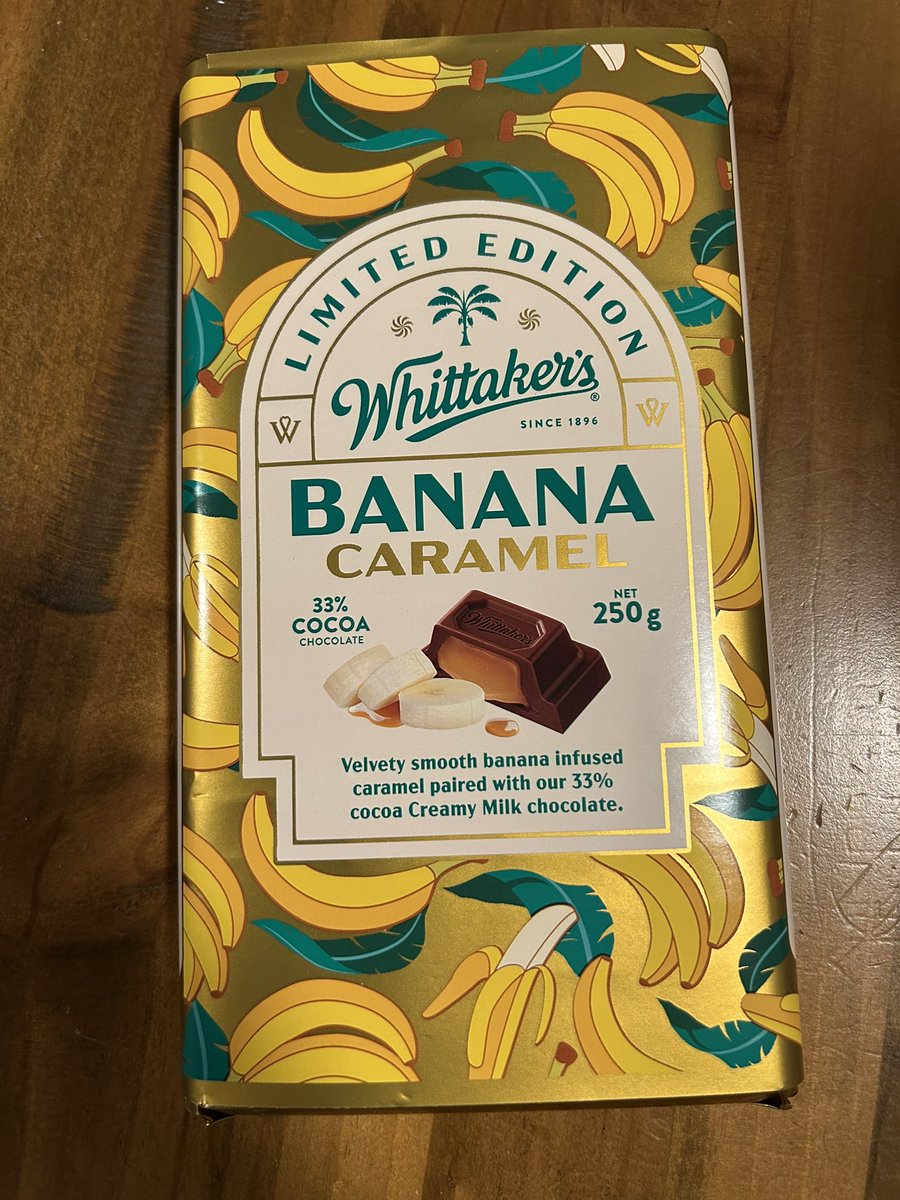 LIMITED EDITION
Whittaker's®
SINCE 1896
W W
BANANA
CARAMEL
33%
COCOA
CHOCOLATE
NET
250g
Whittaker's
Velvety smooth banana infused
caramel paired with our 33%
cocoa Creamy Milk chocolate.